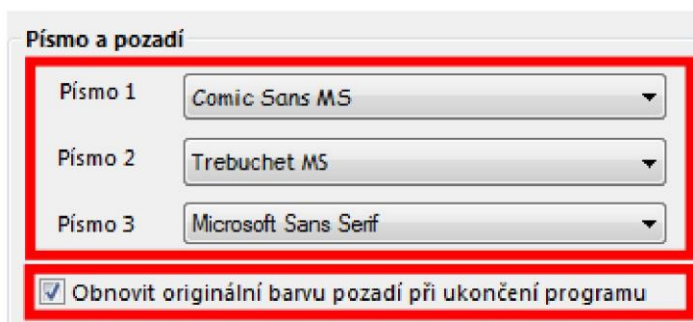 Písmo a pozadí
Písmo 1 Comic Sans MS
Písmo 2 Trebuchet MS
Písmo 3 Microsoft Sans Serif
Obnovit originální barvu pozadí při ukončení programu